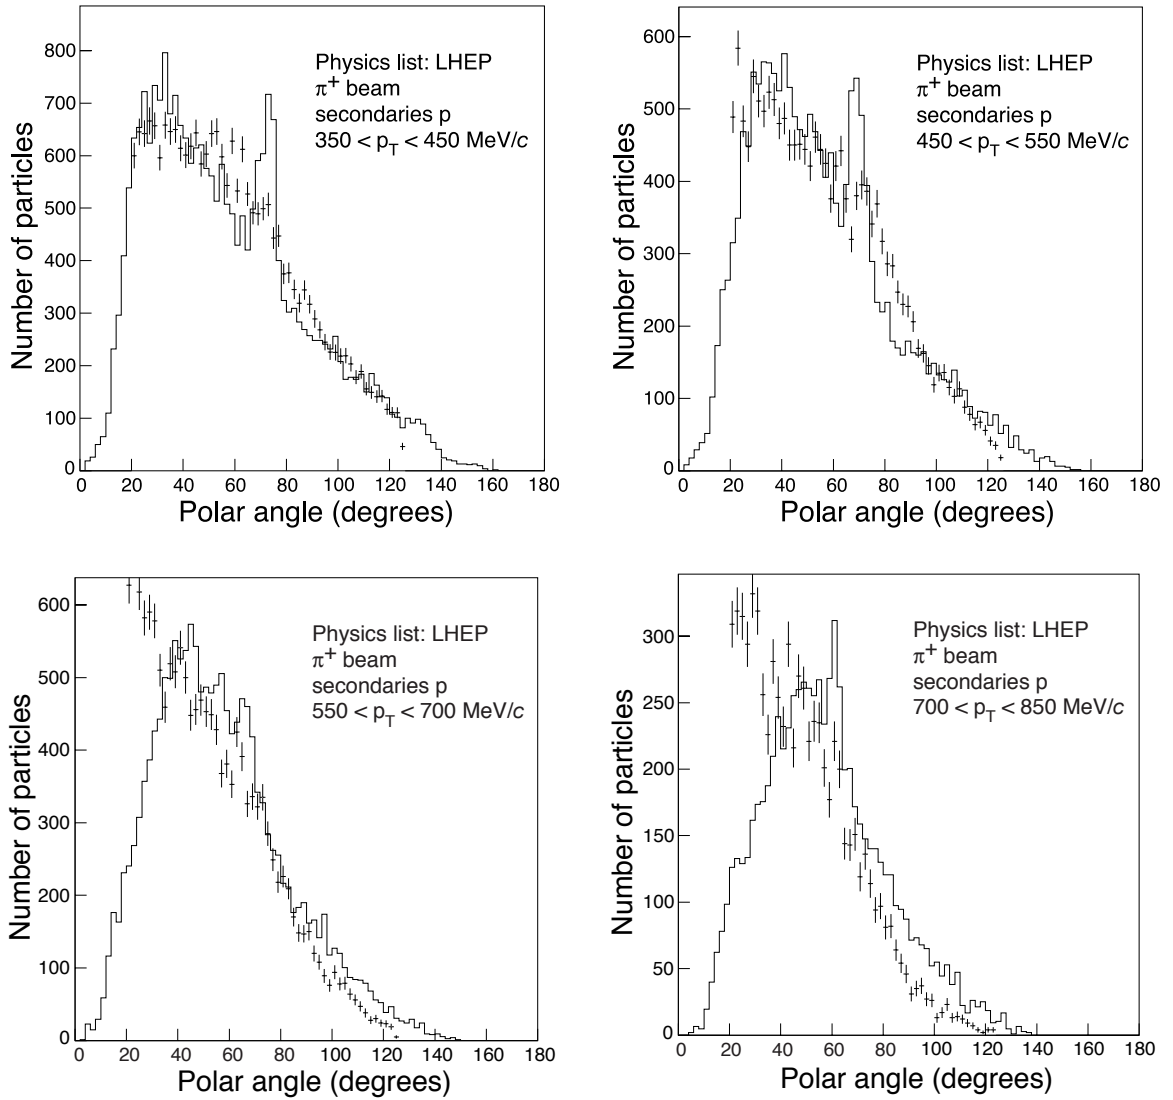 Number of particles
800
700
600
500
400
300
200
100
0
Physics list: LHEP
π+ beam
secondaries p
350 < pT < 450 MeV/c
20 40 60 80 100 120 140 160 180
Polar angle (degrees)
Number of particles
600
500
400
300
200
100
0
Physics list: LHEP
π+ beam
secondaries p
450 < pT < 550 MeV/c
0 20 40 60 80 100 120 140 160 180
Polar angle (degrees)
Number of particles
600
500
400
300
200
100
0
Physics list: LHEP
π+ beam
secondaries p
550 < pT < 700 MeV/c
0 20 40 60 80 100 120 140 160 180
Polar angle (degrees)
Number of particles
300
250
200
150
100
50
0
Physics list: LHEP
π+ beam
secondaries p
700 < pT < 850 MeV/c
0 20 40 60 80 100 120 140 160 180
Polar angle (degrees)